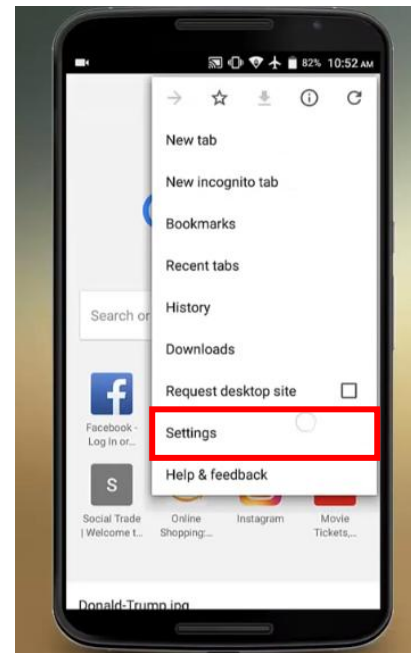 82% 10:52 AM
New tab
New incognito tab
Bookmarks
Recent tabs
Search or
History
Downloads
Request desktop site
Facebook -
Log In or...
Settings
S
Help & feedback
Social Trade
| Welcome t...
Online
Shopping:...
Instagram
Movie
Tickets,...
Donald-Trump.jpg